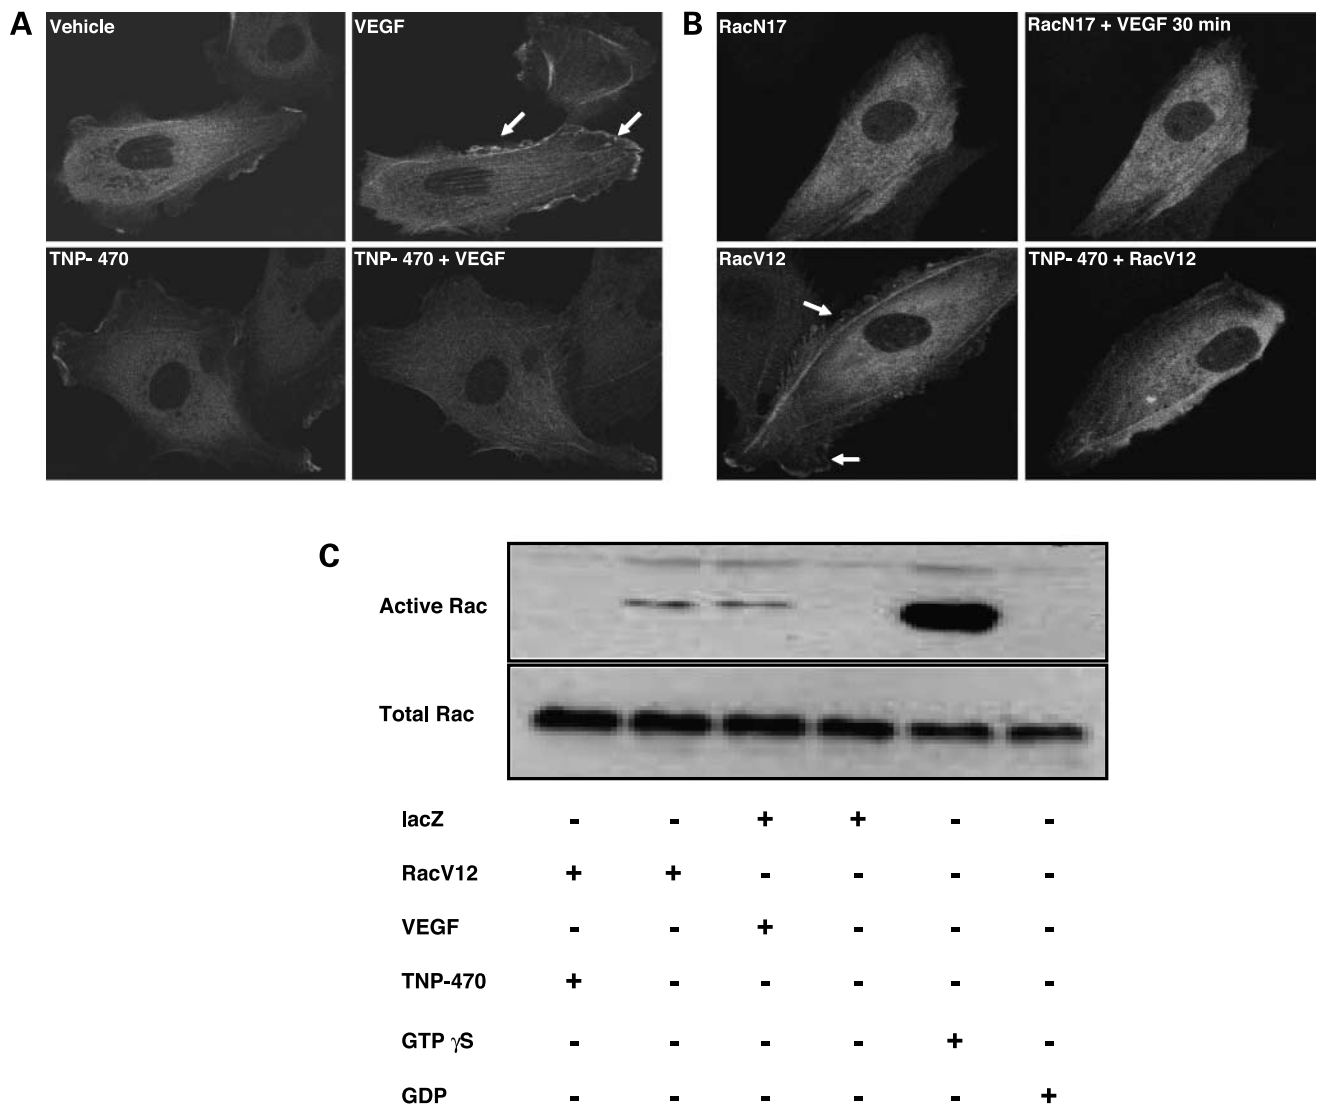 A
Vehicle
VEGF
TNP- 470
TNP- 470 + VEGF
B
RacN17
RacN17 + VEGF 30 min
RacV12
TNP- 470 + RacV12
C
Active Rac
Total Rac
lacZ - - + + - -
RacV12 + + - - - -
VEGF - - + - - -
TNP-470 + - - - - -
GTP γS - - - - + -
GDP - - - - - +